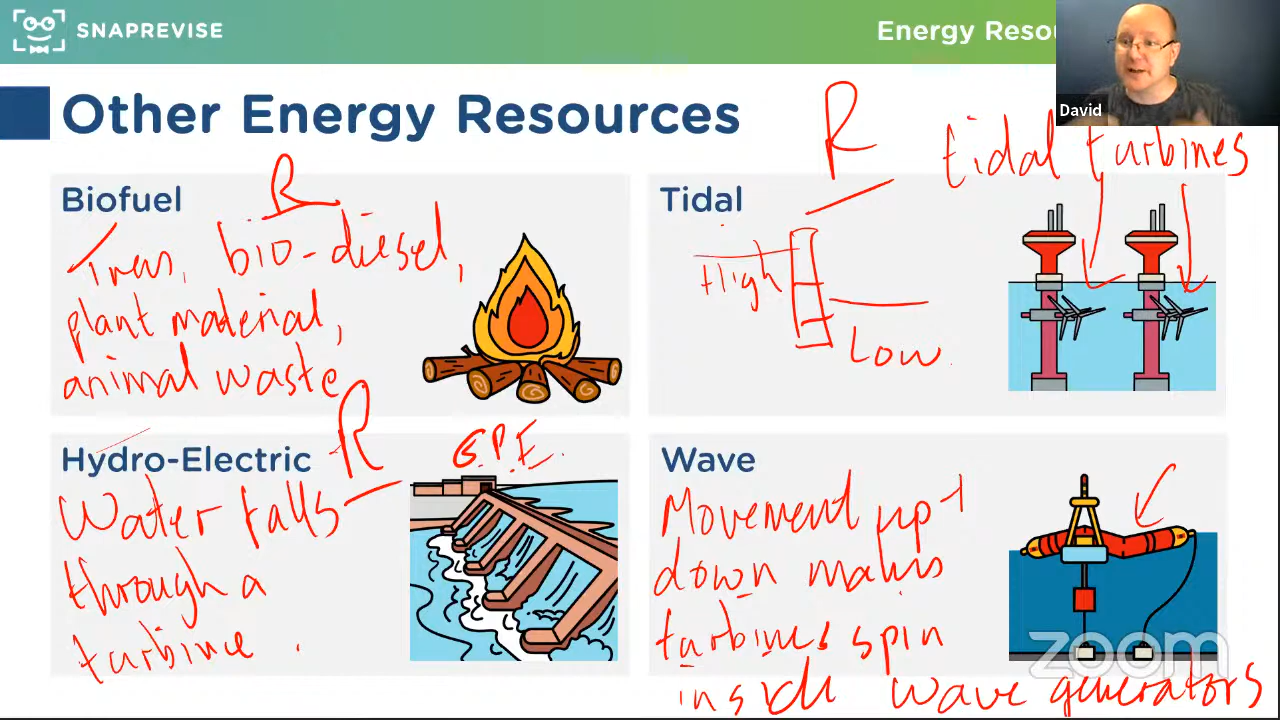 SNAPREVISE
Energy Resou
David
Other Energy Resources
R
tidal turbines
Biofuel
R
Trees, bio-diesel,
plant material,
animal waste
Tidal
High
Low
Hydro-Electric
R
G.P.E.
Water falls
through a
turbine.
Wave
Movement up +
down makes
turbines spin
inside wave generators
zoom